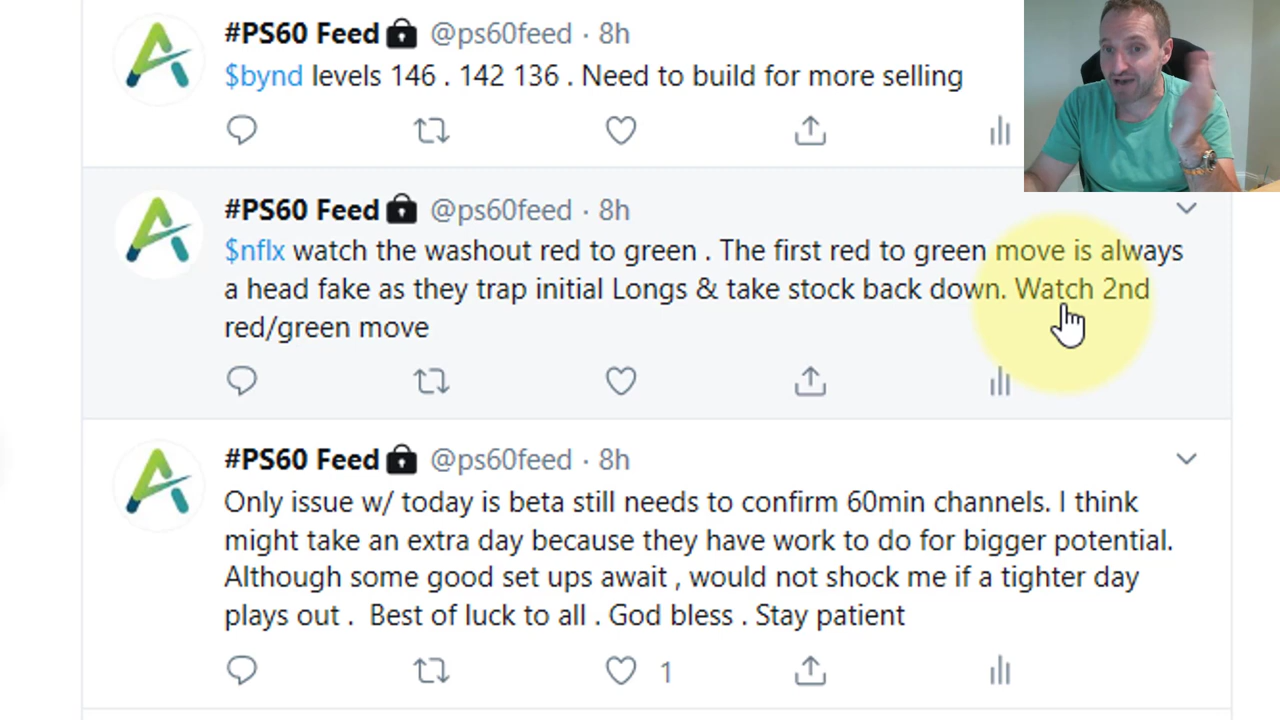 #PS60 Feed @ps60feed · 8h
$bynd levels 146 . 142 136 . Need to build for more selling
#PS60 Feed @ps60feed · 8h
$nflx watch the washout red to green . The first red to green move is always
a head fake as they trap initial Longs & take stock back down. Watch 2nd
red/green move
#PS60 Feed @ps60feed · 8h
Only issue w/ today is beta still needs to confirm 60min channels. I think
might take an extra day because they have work to do for bigger potential.
Although some good set ups await , would not shock me if a tighter day
plays out . Best of luck to all . God bless . Stay patient
1